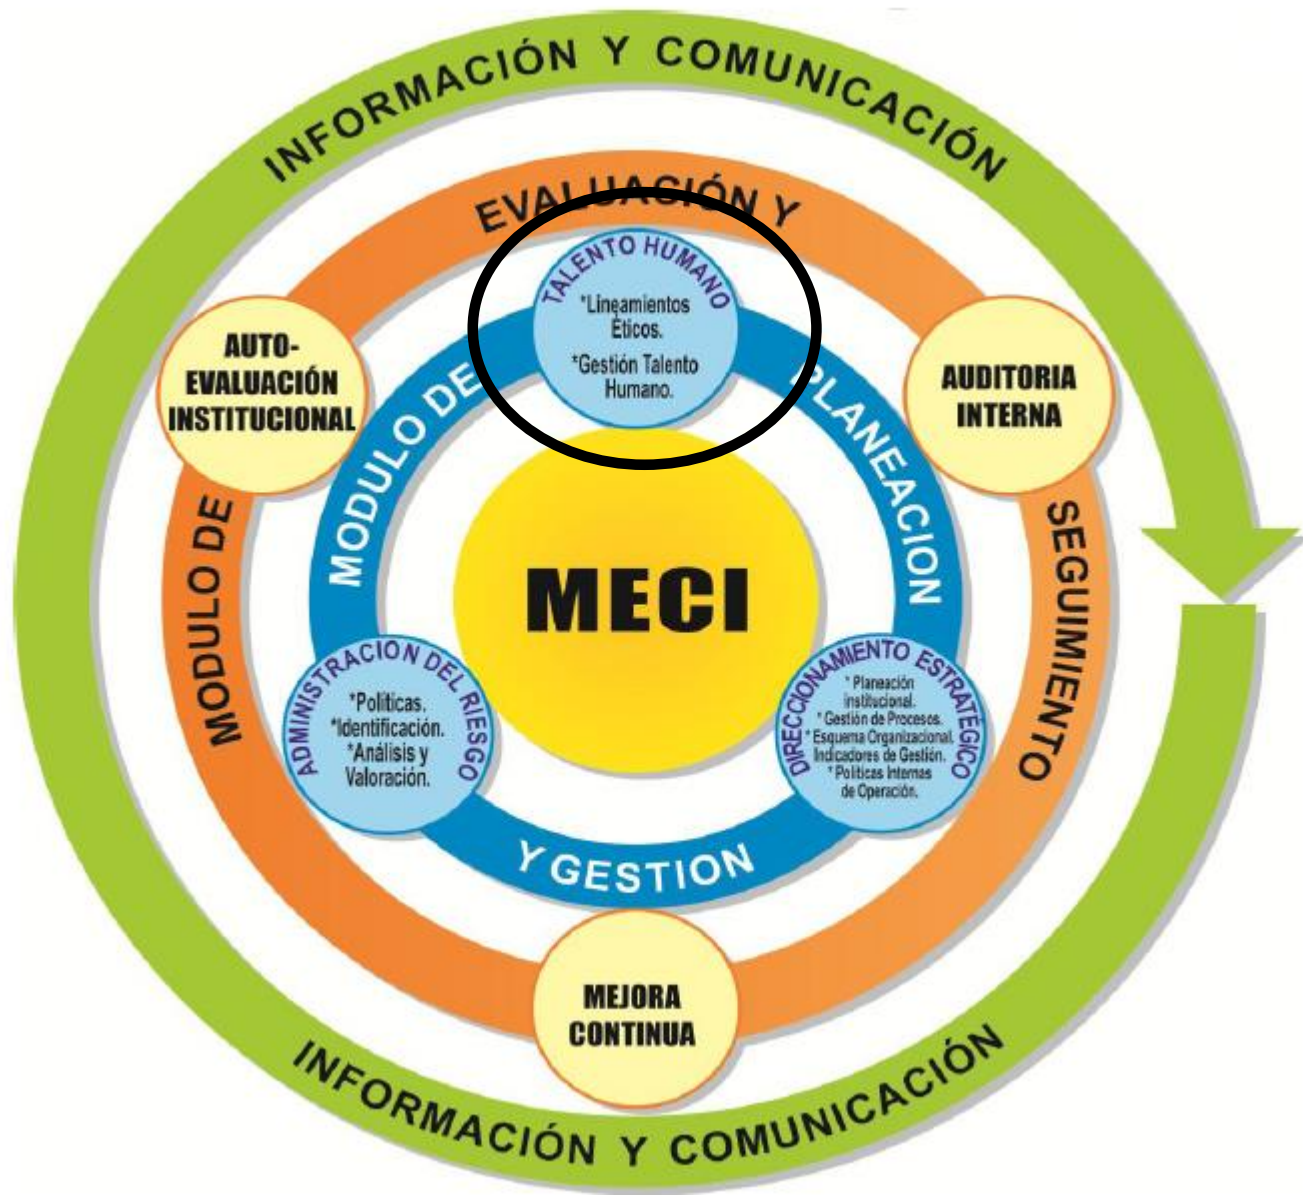 INFORMACIÓN Y COMUNICACIÓN
EVALUACIÓN Y
TALENTO HUMANO
*Lineamientos
Éticos.
*Gestión Talento
Humano.
AUTO-
EVALUACIÓN
INSTITUCIONAL
AUDITORIA
INTERNA
MODULO DE
PLANEACION
MODULO DE
SEGUIMIENTO
MECI
ADMINISTRACION DEL RIESGO
*Políticas.
*Identificación.
*Análisis y
Valoración.
DIRECCIONAMIENTO ESTRATÉGICO
* Planeación
institucional.
* Gestión de Procesos.
* Esquema Organizacional.
Indicadores de Gestión.
* Políticas Internas
de Operación.
Y GESTION
MEJORA
CONTINUA
INFORMACIÓN Y COMUNICACIÓN